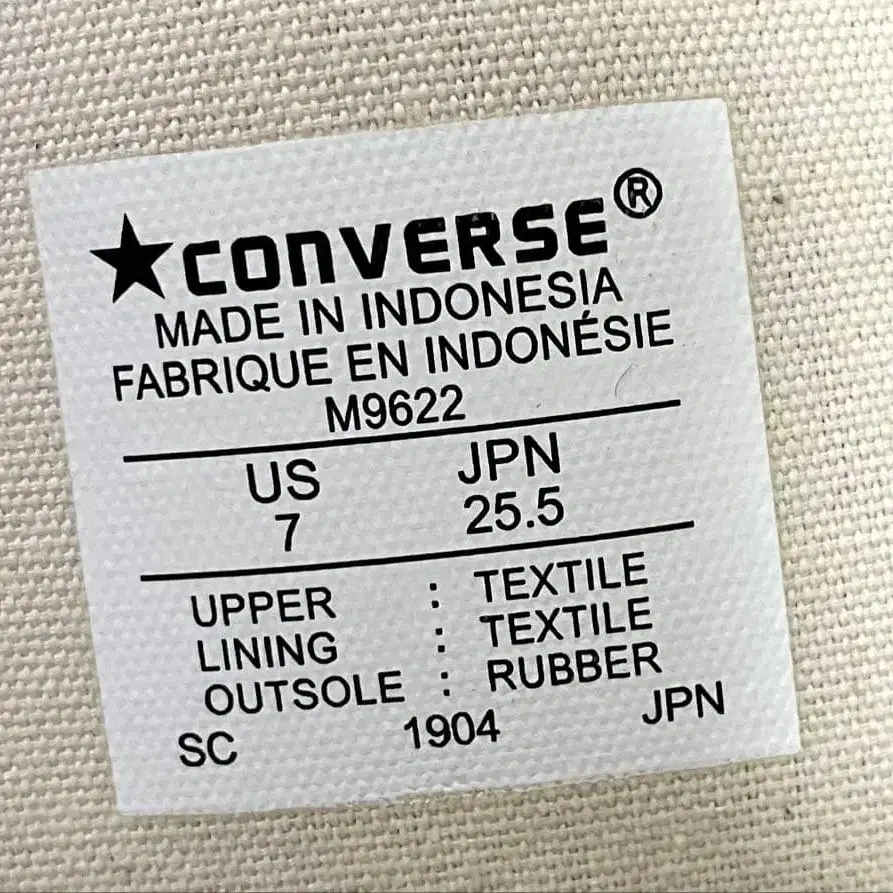 ★CONVERSE®
MADE IN INDONESIA
FABRIQUE EN INDONÉSIE
M9622
US JPN
7 25.5
UPPER : TEXTILE
LINING : TEXTILE
OUTSOLE : RUBBER
SC 1904 JPN